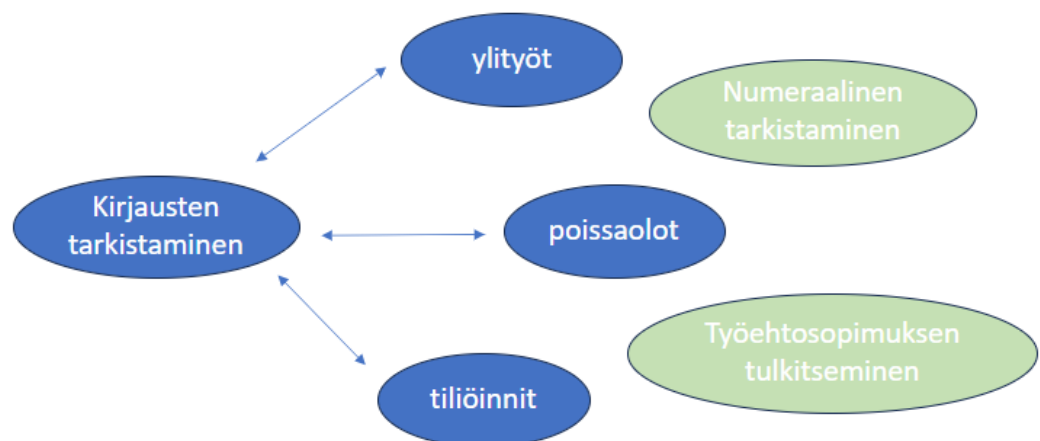 ylityöt
Numeraalinen
tarkistaminen
Kirjausten
tarkistaminen
poissaolot
Työehtosopimuksen
tulkitseminen
tiliöinnit